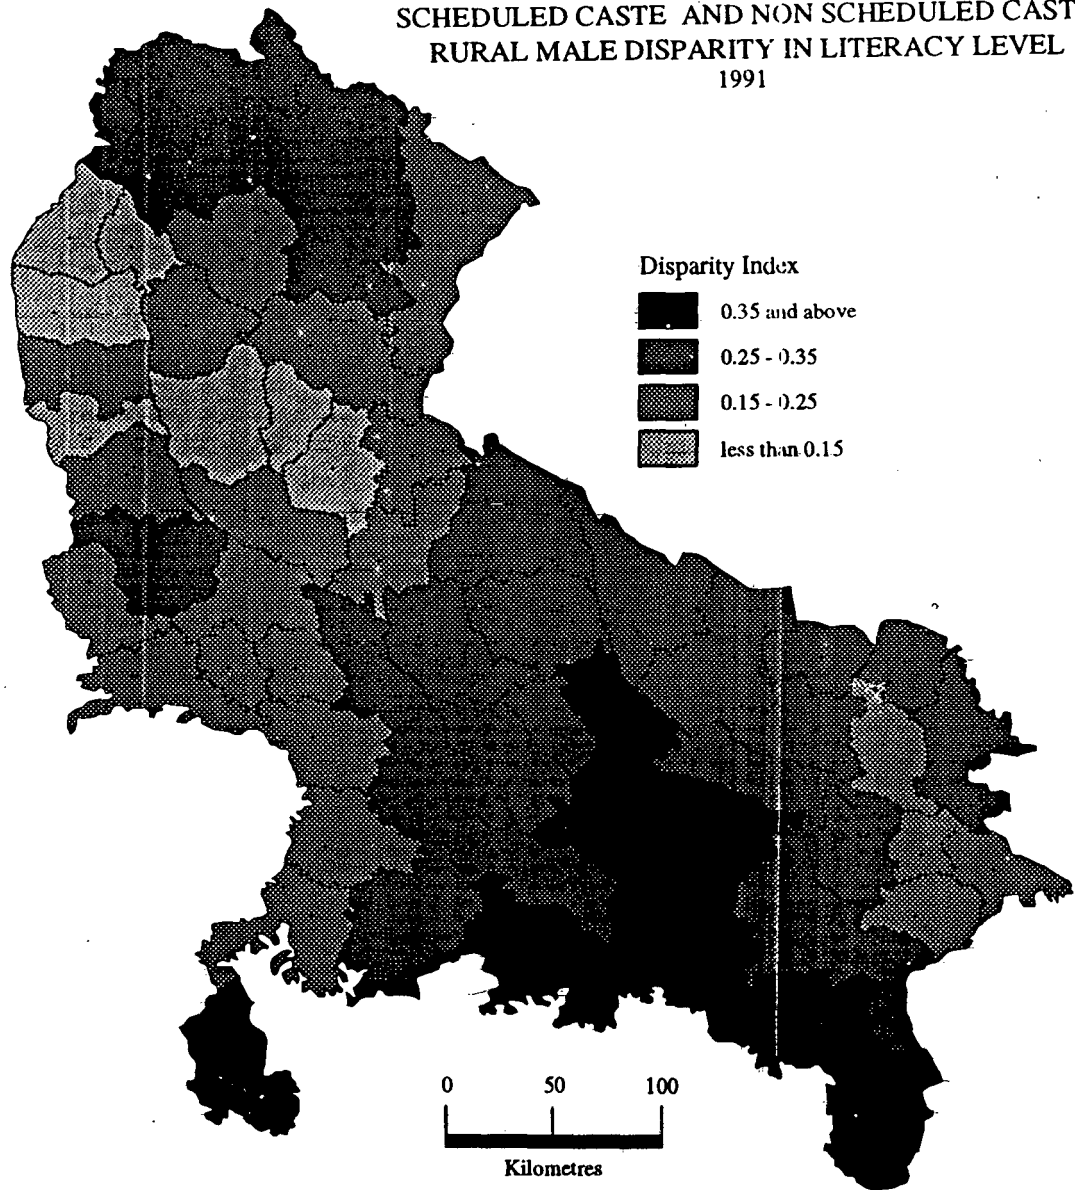 SCHEDULED CASTE AND NON SCHEDULED CAST
RURAL MALE DISPARITY IN LITERACY LEVEL
1991
Disparity Index
0.35 and above
0.25 - 0.35
0.15 - 0.25
less than 0.15
0 50 100
Kilometres